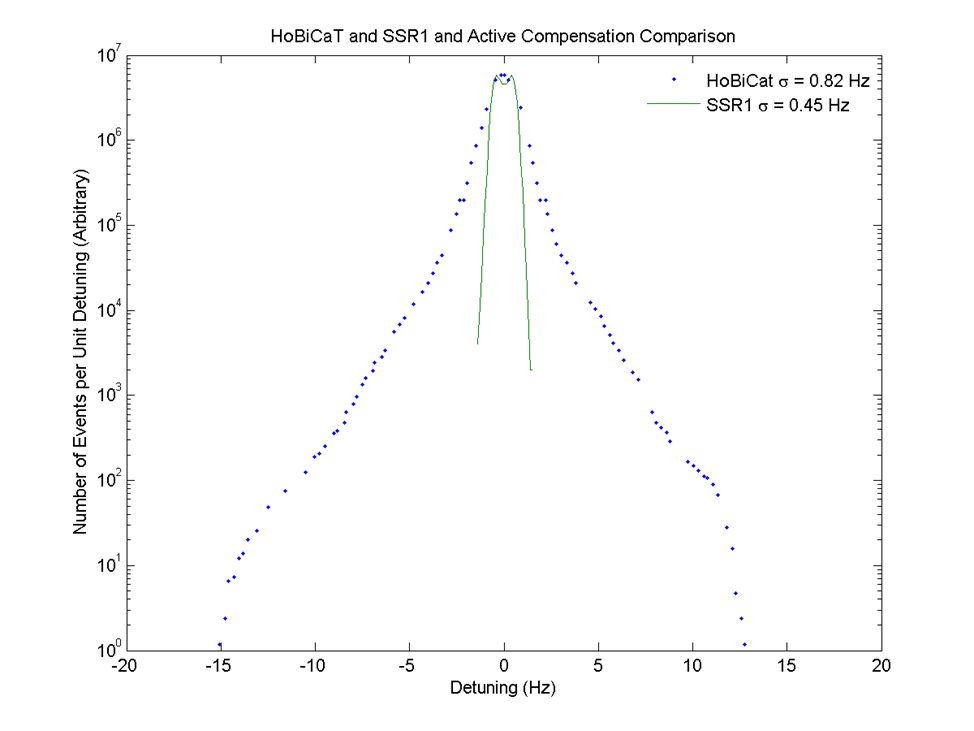 HoBiCaT and SSR1 and Active Compensation Comparison
10^7
10^6
10^5
10^4
10^3
10^2
10^1
10^0
Number of Events per Unit Detuning (Arbitrary)
HoBiCat σ = 0.82 Hz
SSR1 σ = 0.45 Hz
-20 -15 -10 -5 0 5 10 15 20
Detuning (Hz)